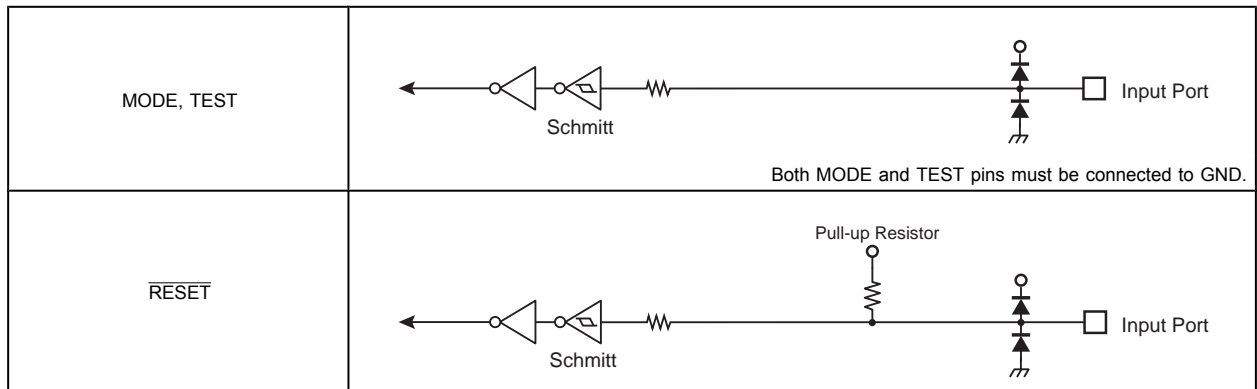 MODE, TEST
Schmitt
Input Port
Both MODE and TEST pins must be connected to GND.
RESET
Pull-up Resistor
Schmitt
Input Port